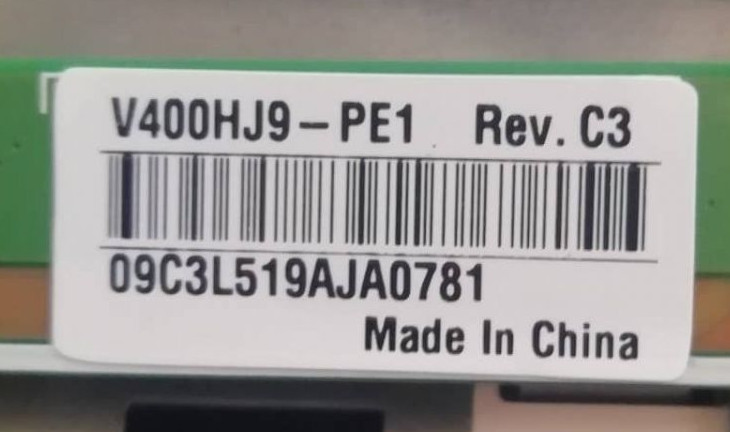 V400HJ9-PE1 Rev. C3
09C3L519AJA0781
Made In China